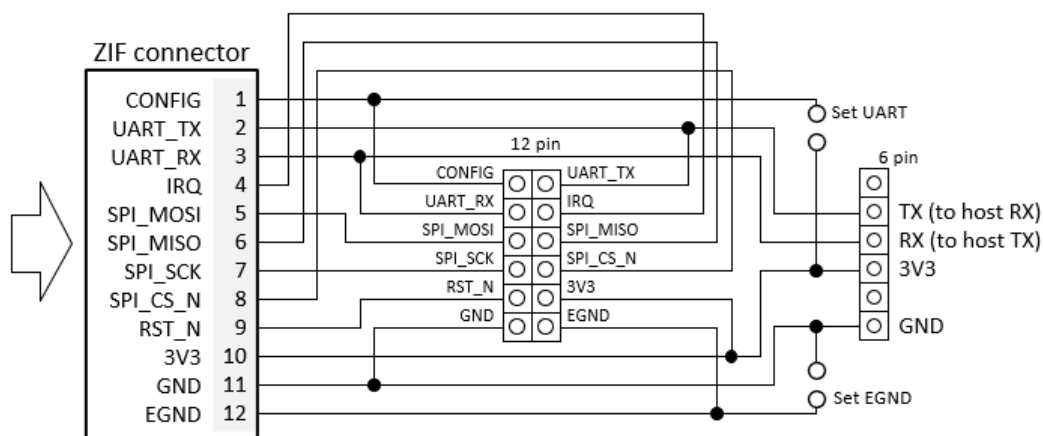 ZIF connector
CONFIG 1
UART_TX 2
UART_RX 3
IRQ 4
SPI_MOSI 5
SPI_MISO 6
SPI_SCK 7
SPI_CS_N 8
RST_N 9
3V3 10
GND 11
EGND 12
12 pin
CONFIG UART_TX
UART_RX IRQ
SPI_MOSI SPI_MISO
SPI_SCK SPI_CS_N
RST_N 3V3
GND EGND
Set UART
6 pin
TX (to host RX)
RX (to host TX)
3V3
GND
Set EGND